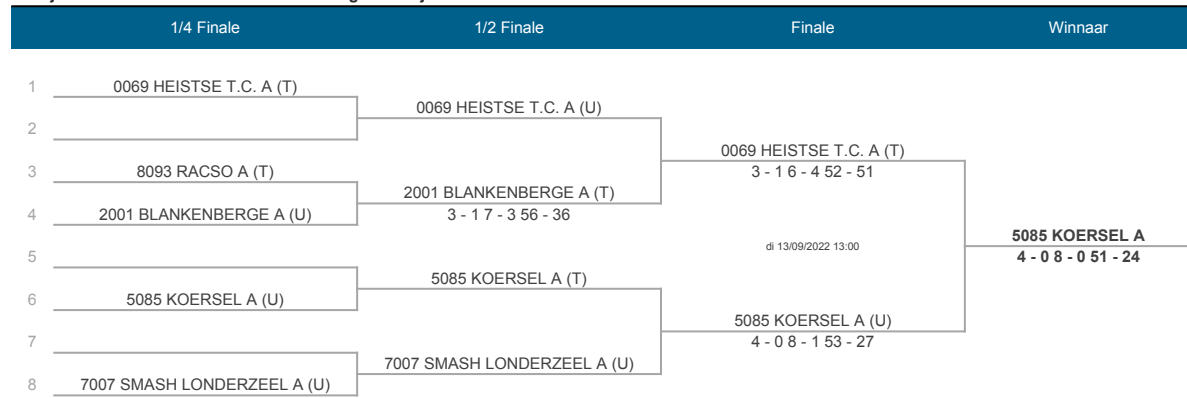 1/4 Finale 1/2 Finale Finale Winnaar
1 0069 HEISTSE T.C. A (T)
0069 HEISTSE T.C. A (U)
2
0069 HEISTSE T.C. A (T)
3 8093 RACSO A (T) 3 - 1 6 - 4 52 - 51
2001 BLANKENBERGE A (T)
4 2001 BLANKENBERGE A (U) 3 - 1 7 - 3 56 - 36
5085 KOERSEL A
di 13/09/2022 13:00
5 4 - 0 8 - 0 51 - 24
5085 KOERSEL A (T)
6 5085 KOERSEL A (U)
5085 KOERSEL A (U)
7 4 - 0 8 - 1 53 - 27
7007 SMASH LONDERZEEL A (U)
8 7007 SMASH LONDERZEEL A (U)